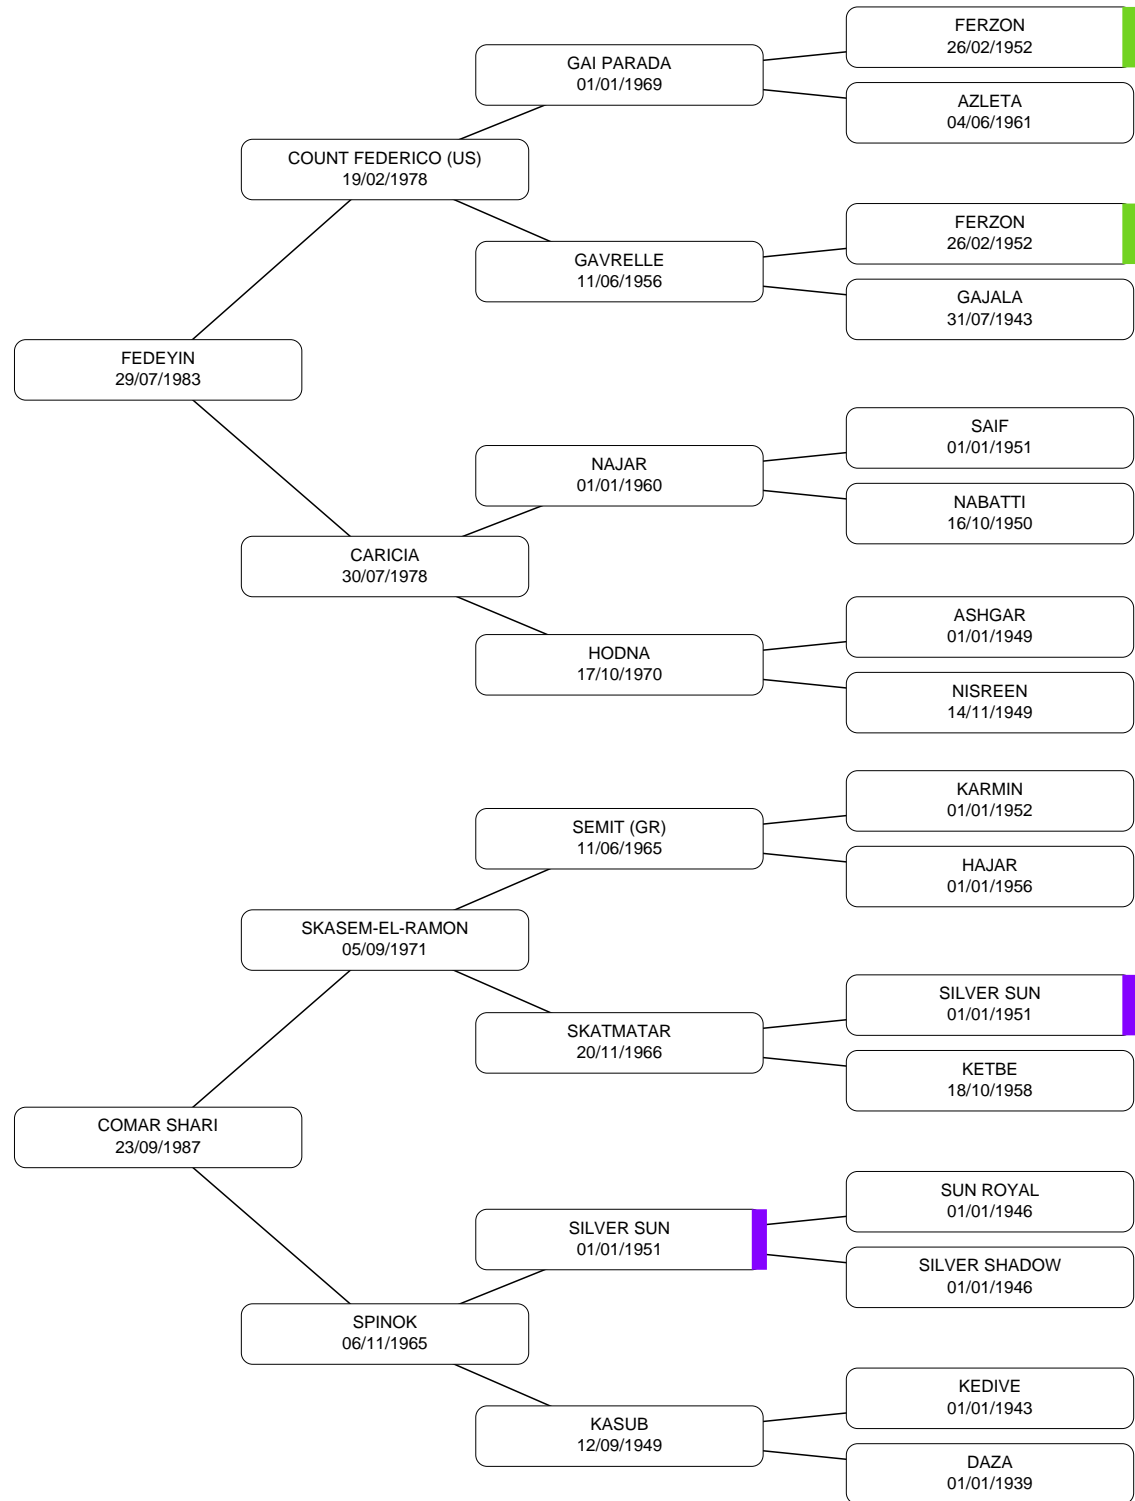 FERZON
26/02/1952
GAI PARADA
01/01/1969
AZLETA
04/06/1961
COUNT FEDERICO (US)
19/02/1978
FERZON
26/02/1952
GAVRELLE
11/06/1956
GAJALA
31/07/1943
FEDEYIN
29/07/1983
SAIF
01/01/1951
NAJAR
01/01/1960
NABATTI
16/10/1950
CARICIA
30/07/1978
ASHGAR
01/01/1949
HODNA
17/10/1970
NISREEN
14/11/1949
KARMIN
01/01/1952
SEMIT (GR)
11/06/1965
HAJAR
01/01/1956
SKASEM-EL-RAMON
05/09/1971
SILVER SUN
01/01/1951
SKATMATAR
20/11/1966
KETBE
18/10/1958
COMAR SHARI
23/09/1987
SUN ROYAL
01/01/1946
SILVER SUN
01/01/1951
SILVER SHADOW
01/01/1946
SPINOK
06/11/1965
KEDIVE
01/01/1943
KASUB
12/09/1949
DAZA
01/01/1939